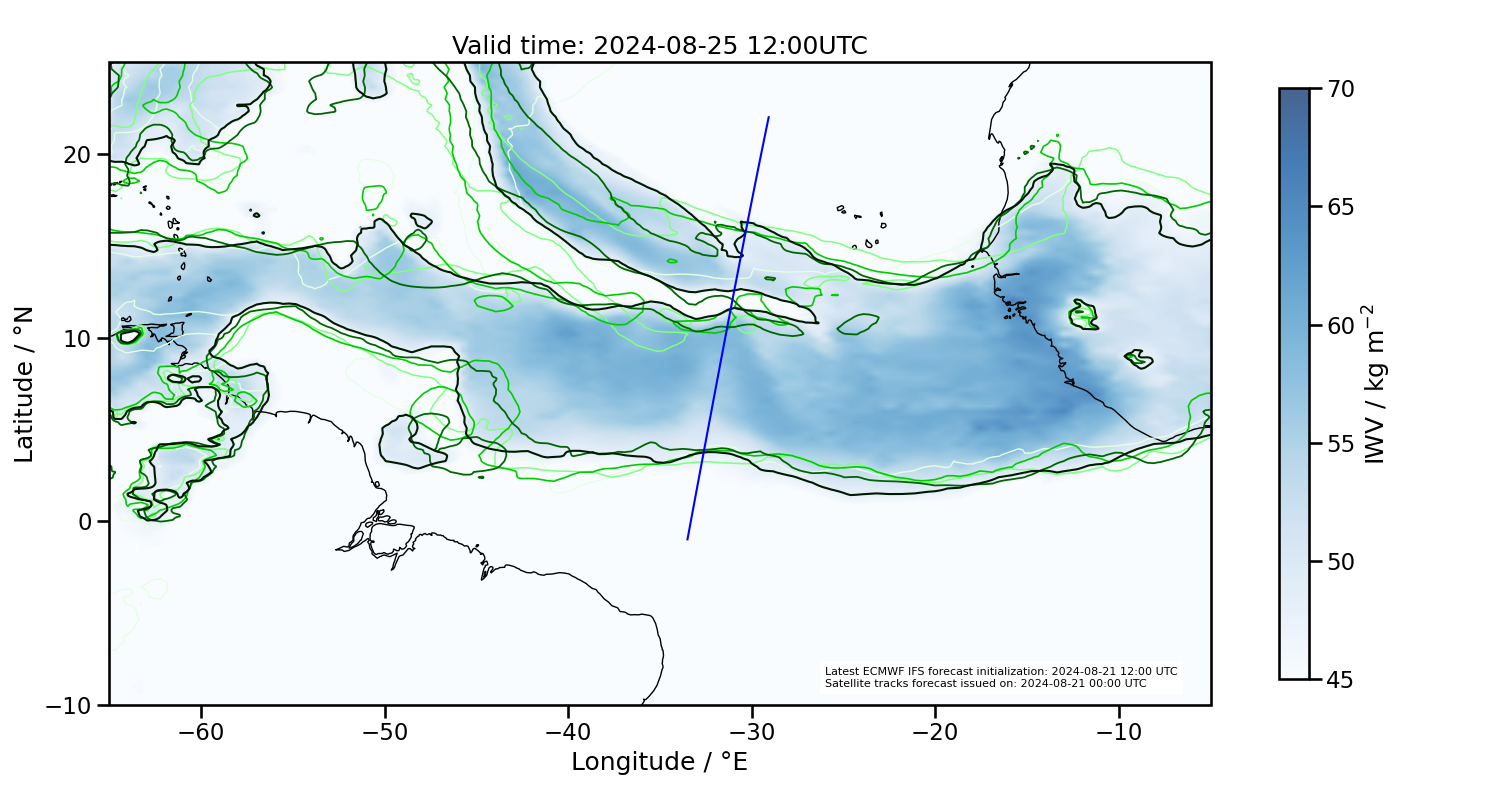 Valid time: 2024-08-25 12:00UTC
Latitude / °N
20
10
0
−10
−60
−50
−40
−30
−20
−10
Longitude / °E
Latest ECMWF IFS forecast initialization: 2024-08-21 12:00 UTC
Satellite tracks forecast issued on: 2024-08-21 00:00 UTC
70
65
60
55
50
45
IWV / kg m⁻²